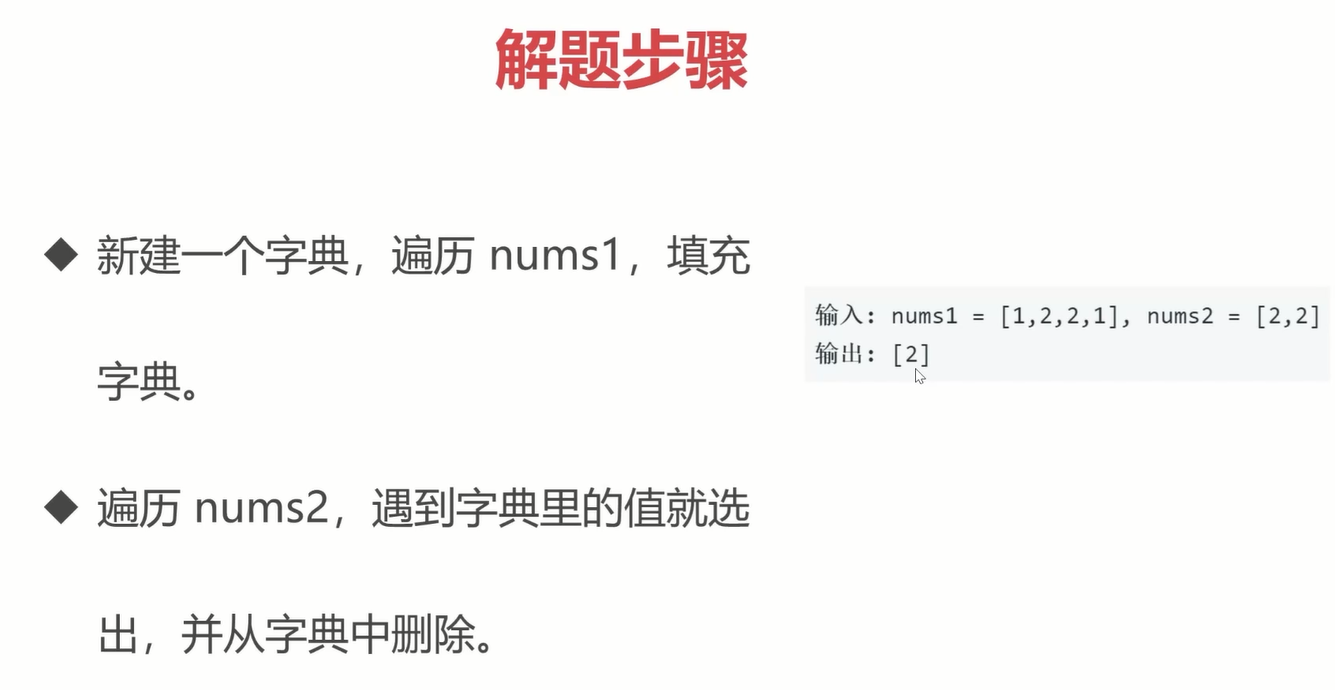 解题步骤
◆ 新建一个字典，遍历 nums1，填充
字典。
◆ 遍历 nums2，遇到字典里的值就选
出，并从字典中删除。
输入: nums1 = [1,2,2,1], nums2 = [2,2]
输出: [2]